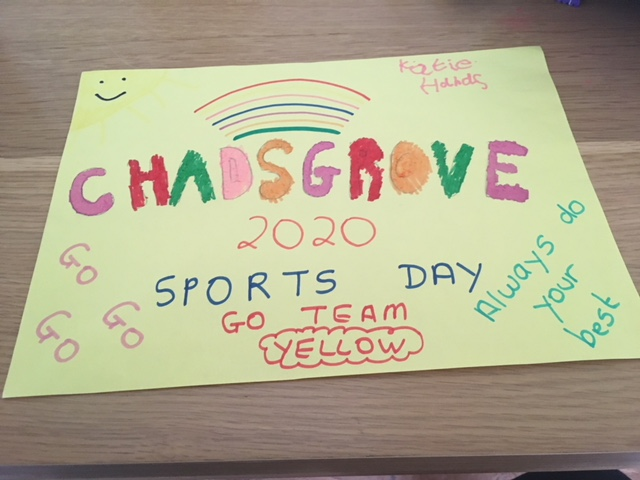 Katie
Hands
CHADSGROVE
2020
SPORTS DAY
GO TEAM
YELLOW
GO
GO
GO
Always do
your
best